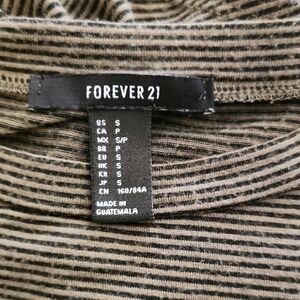 FOREVER 21
US S
CA P
MX S/P
BR P
EU S
UK S
KR S
JP S
CN 160/84A
MADE IN
GUATEMALA